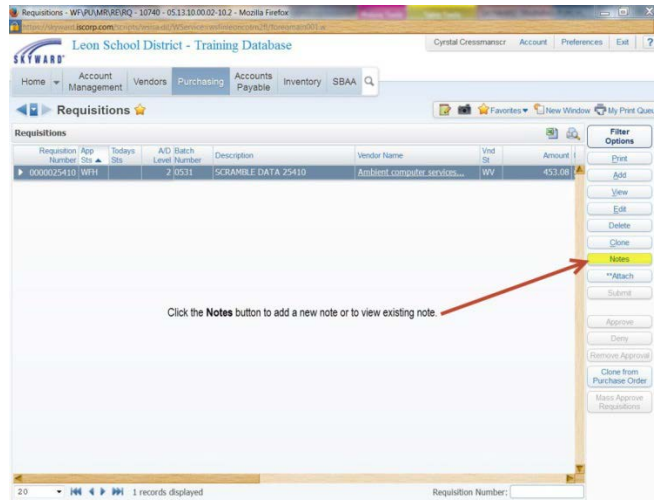 Requisitions - WF\PU\MR\RE\RQ - 10740 - 05.13.10.00.02-10.2 - Mozilla Firefox
iscorp.com
SKYWARD
Leon School District - Training Database
Cyrstal Cressmanscr Account Preferences Exit ?
Home Account Management Vendors Purchasing Accounts Payable Inventory SBAA
Requisitions
Favorites New Window My Print Queu
Requisitions
Requisition Number App Sts Todays Sts A/D Level Batch Number Description Vendor Name Vnd St Amount
0000025410 WFH 2 0531 SCRAMBLE DATA 25410 Ambient computer services... WV 453.08
Filter Options
Print
Add
View
Edit
Delete
Clone
Notes
**Attach
Submit
Click the Notes button to add a new note or to view existing note.
Approve
Deny
Remove Approval
Clone from Purchase Order
Mass Approve Requisitions
20 1 records displayed Requisition Number: